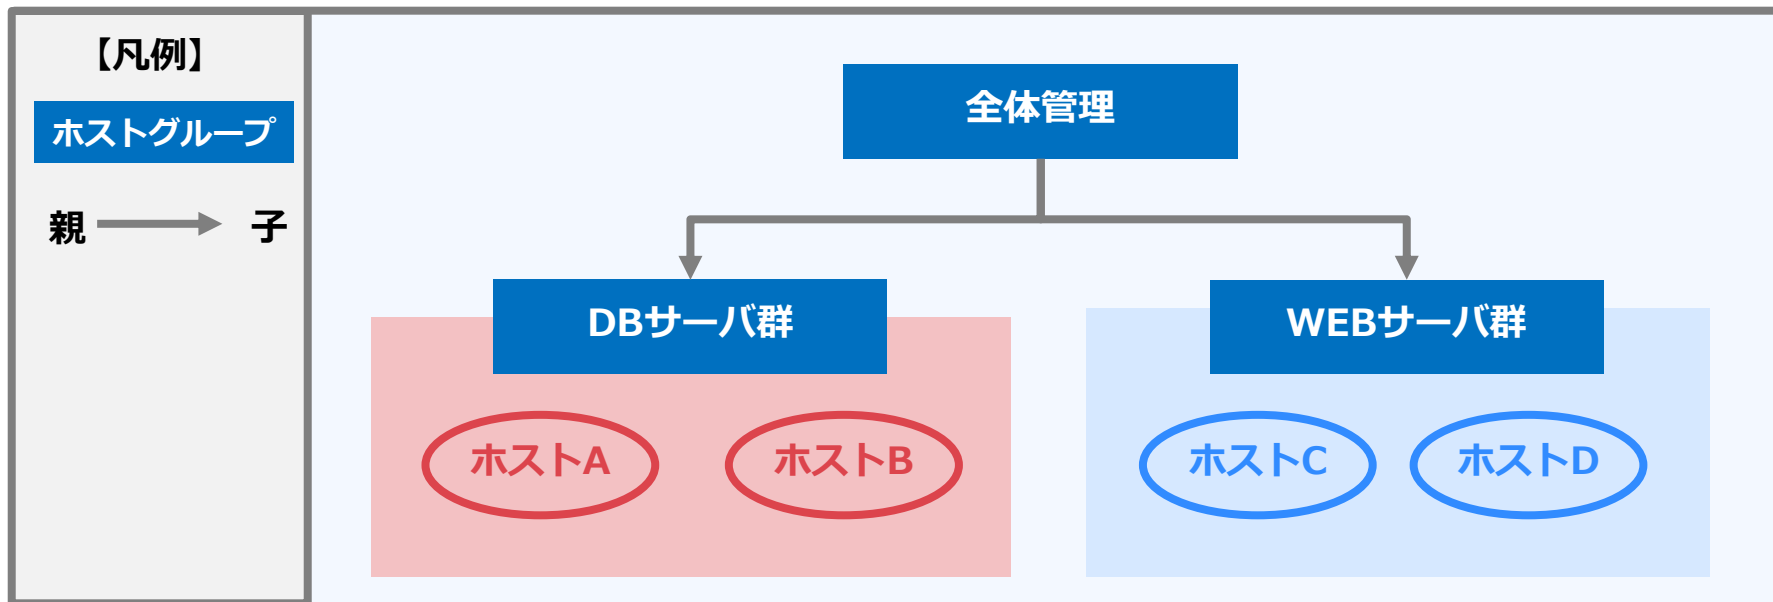 【凡例】
ホストグループ
親 子
全体管理
DBサーバ群
WEBサーバ群
ホストA
ホストB
ホストC
ホストD